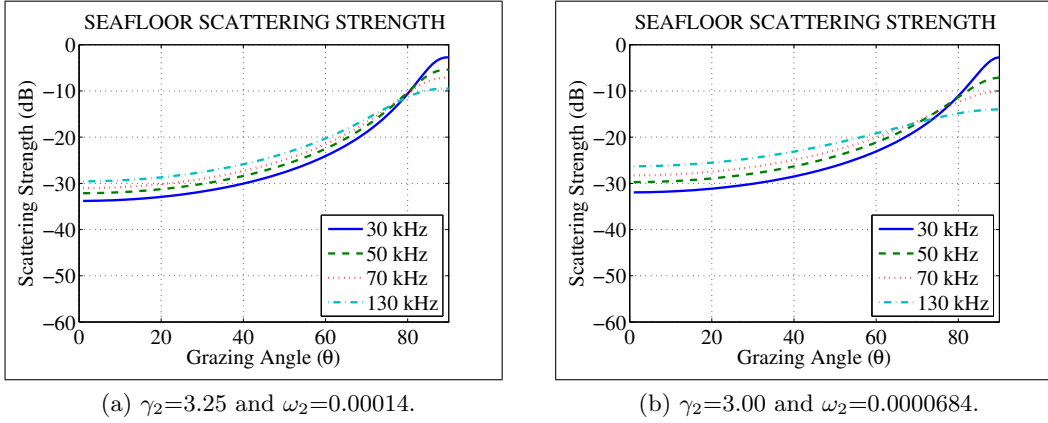 SEAFLOOR SCATTERING STRENGTH
0
−10
−20
−30
−40
−50
−60
Scattering Strength (dB)
0 20 40 60 80
Grazing Angle (θ)
30 kHz
50 kHz
70 kHz
130 kHz
(a) γ₂=3.25 and ω₂=0.00014.
SEAFLOOR SCATTERING STRENGTH
0
−10
−20
−30
−40
−50
−60
Scattering Strength (dB)
0 20 40 60 80
Grazing Angle (θ)
30 kHz
50 kHz
70 kHz
130 kHz
(b) γ₂=3.00 and ω₂=0.0000684.